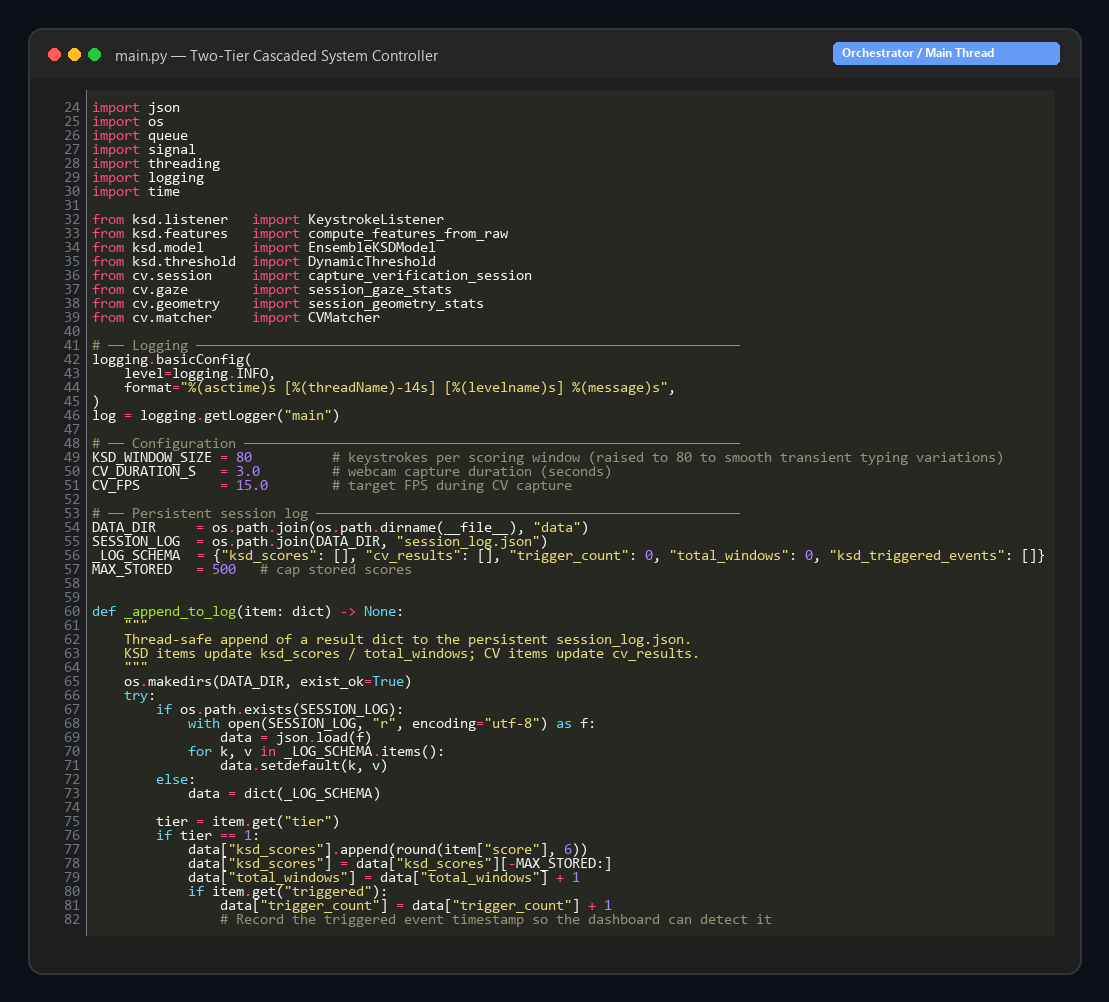 main.py — Two-Tier Cascaded System Controller
Orchestrator / Main Thread
24 import json
25 import os
26 import queue
27 import signal
28 import threading
29 import logging
30 import time
31
32 from ksd.listener   import KeystrokeListener
33 from ksd.features   import compute_features_from_raw
34 from ksd.model      import EnsembleKSDModel
35 from ksd.threshold  import DynamicThreshold
36 from cv.session     import capture_verification_session
37 from cv.gaze        import session_gaze_stats
38 from cv.geometry    import session_geometry_stats
39 from cv.matcher     import CVMatcher
40
41 # ── Logging ────────────────────────────────────────────────────────────────────
42 logging.basicConfig(
43     level=logging.INFO,
44     format="%(asctime)s [%(threadName)-14s] [%(levelname)s] %(message)s",
45 )
46 log = logging.getLogger("main")
47
48 # ── Configuration ──────────────────────────────────────────────────────────────
49 KSD_WINDOW_SIZE = 80          # keystrokes per scoring window (raised to 80 to smooth transient typing variations)
50 CV_DURATION_S   = 3.0         # webcam capture duration (seconds)
51 CV_FPS          = 15.0        # target FPS during CV capture
52
53 # ── Persistent session log ─────────────────────────────────────────────────────
54 DATA_DIR     = os.path.join(os.path.dirname(__file__), "data")
55 SESSION_LOG  = os.path.join(DATA_DIR, "session_log.json")
56 _LOG_SCHEMA  = {"ksd_scores": [], "cv_results": [], "trigger_count": 0, "total_windows": 0, "ksd_triggered_events": []}
57 MAX_STORED   = 500   # cap stored scores
58
59
60 def _append_to_log(item: dict) -> None:
61     """
62     Thread-safe append of a result dict to the persistent session_log.json.
63     KSD items update ksd_scores / total_windows; CV items update cv_results.
64     """
65     os.makedirs(DATA_DIR, exist_ok=True)
66     try:
67         if os.path.exists(SESSION_LOG):
68             with open(SESSION_LOG, "r", encoding="utf-8") as f:
69                 data = json.load(f)
70             for k, v in _LOG_SCHEMA.items():
71                 data.setdefault(k, v)
72         else:
73             data = dict(_LOG_SCHEMA)
74
75         tier = item.get("tier")
76         if tier == 1:
77             data["ksd_scores"].append(round(item["score"], 6))
78             data["ksd_scores"] = data["ksd_scores"][-MAX_STORED:]
79             data["total_windows"] = data["total_windows"] + 1
80             if item.get("triggered"):
81                 data["trigger_count"] = data["trigger_count"] + 1
82                 # Record the triggered event timestamp so the dashboard can detect it